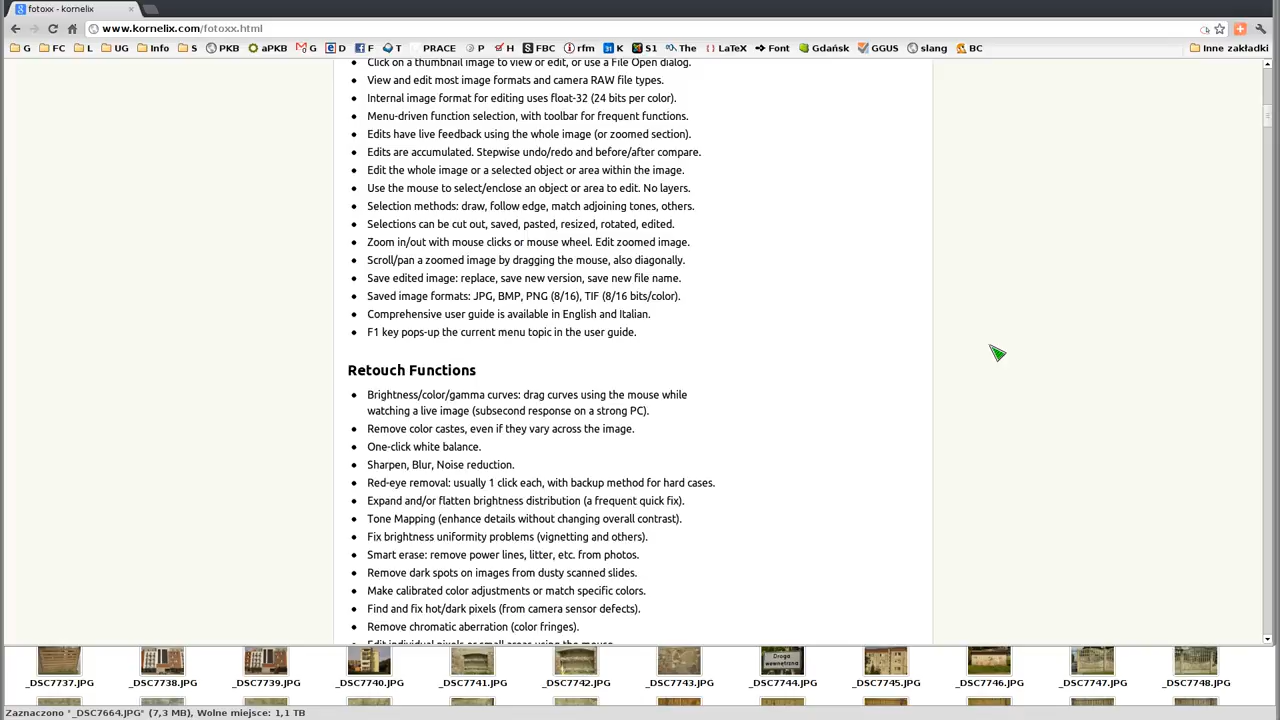 fotoxx - kornelix
www.kornelix.com/fotoxx.html
G FC L UG Info S PKB aPKB G D F T PRACE P H FBC rfm K S1 The LaTeX Font Gdańsk GGUS slang BC Inne zakładki
Click on a thumbnail image to view or edit, or use a File Open dialog.
View and edit most image formats and camera RAW file types.
Internal image format for editing uses float-32 (24 bits per color).
Menu-driven function selection, with toolbar for frequent functions.
Edits have live feedback using the whole image (or zoomed section).
Edits are accumulated. Stepwise undo/redo and before/after compare.
Edit the whole image or a selected object or area within the image.
Use the mouse to select/enclose an object or area to edit. No layers.
Selection methods: draw, follow edge, match adjoining tones, others.
Selections can be cut out, saved, pasted, resized, rotated, edited.
Zoom in/out with mouse clicks or mouse wheel. Edit zoomed image.
Scroll/pan a zoomed image by dragging the mouse, also diagonally.
Save edited image: replace, save new version, save new file name.
Saved image formats: JPG, BMP, PNG (8/16), TIF (8/16 bits/color).
Comprehensive user guide is available in English and Italian.
F1 key pops-up the current menu topic in the user guide.
Retouch Functions
Brightness/color/gamma curves: drag curves using the mouse while
watching a live image (subsecond response on a strong PC).
Remove color castes, even if they vary across the image.
One-click white balance.
Sharpen, Blur, Noise reduction.
Red-eye removal: usually 1 click each, with backup method for hard cases.
Expand and/or flatten brightness distribution (a frequent quick fix).
Tone Mapping (enhance details without changing overall contrast).
Fix brightness uniformity problems (vignetting and others).
Smart erase: remove power lines, litter, etc. from photos.
Remove dark spots on images from dusty scanned slides.
Make calibrated color adjustments or match specific colors.
Find and fix hot/dark pixels (from camera sensor defects).
Remove chromatic aberration (color fringes).
Edit individual pixels or small areas using the mouse.
Droga
wewnętrzna
_DSC7737.JPG _DSC7738.JPG _DSC7739.JPG _DSC7740.JPG _DSC7741.JPG _DSC7742.JPG _DSC7743.JPG _DSC7744.JPG _DSC7745.JPG _DSC7746.JPG _DSC7747.JPG _DSC7748.JPG
Zaznaczono "_DSC7664.JPG" (7,3 MB), Wolne miejsce: 1,1 TB